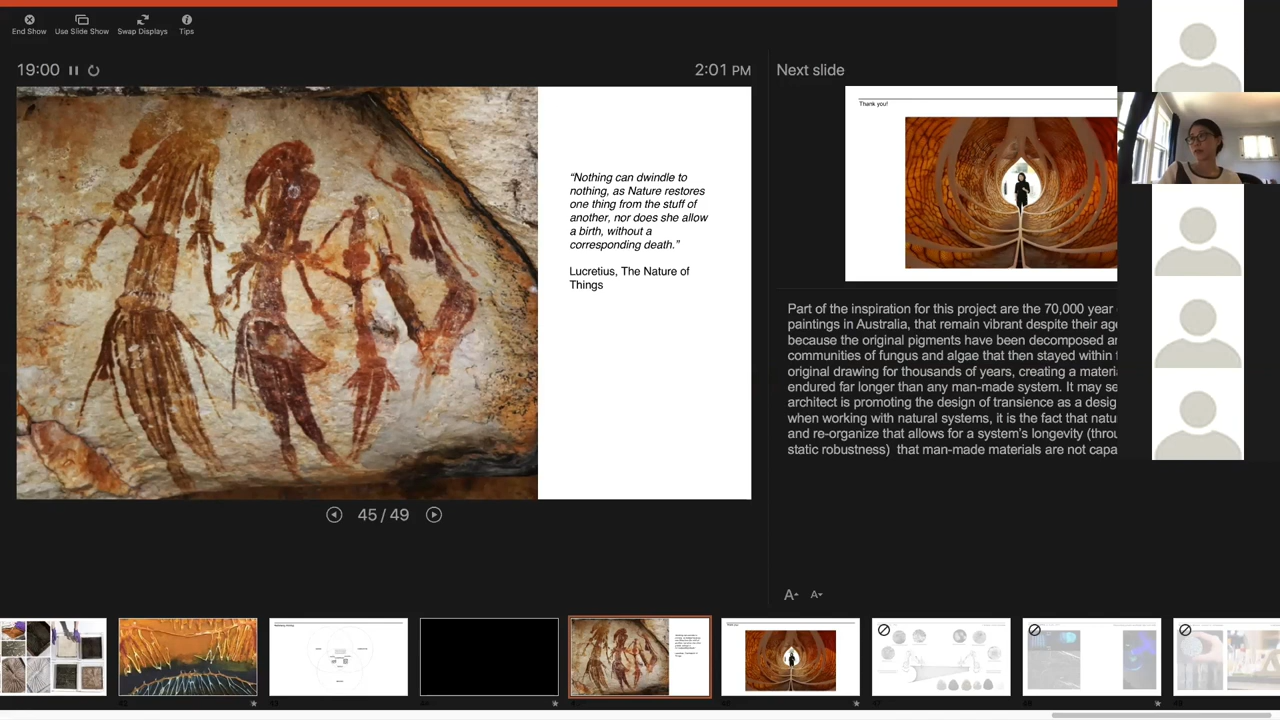 End Show
Use Slide Show
Swap Displays
Tips
19:00
2:01 PM
Next slide
“Nothing can dwindle to
nothing, as Nature restores
one thing from the stuff of
another, nor does she allow
a birth, without a
corresponding death.”
Lucretius, The Nature of
Things
Thank you!
Part of the inspiration for this project are the 70,000 year
paintings in Australia, that remain vibrant despite their age
because the original pigments have been decomposed
communities of fungus and algae that then stayed within
original drawing for thousands of years, creating a
endured far longer than any man-made system. It may
architect is promoting the design of transience as a
when working with natural systems, it is the fact that
and re-organize that allows for a system’s longevity
static robustness) that man-made materials are not
45 / 49
A
A